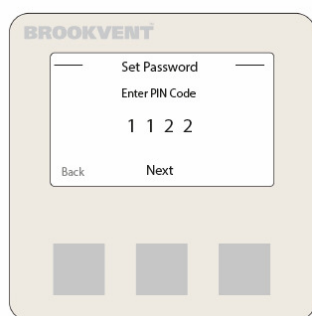 BROOKVENT
Set Password
Enter PIN Code
1 1 2 2
Back Next